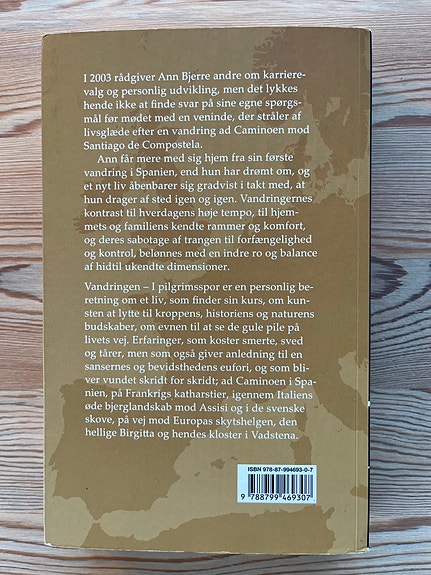 I 2003 rådgiver Ann Bjerre andre om karriere-
valg og personlig udvikling, men det lykkes
hende ikke at finde svar på sine egne spørgs-
mål før mødet med en veninde, der stråler af
livsglæde efter en vandring ad Caminoen mod
Santiago de Compostela.
Ann får mere med sig hjem fra sin første
vandring i Spanien, end hun har drømt om, og
et nyt liv åbenbarer sig gradvist i takt med, at
hun drager af sted igen og igen. Vandringernes
kontrast til hverdagens høje tempo, til hjem-
mets og familiens kendte rammer og komfort,
og deres sabotage af trangen til forfængelighed
og kontrol, belønnes med en indre ro og balance
af hidtil ukendte dimensioner.
Vandringen – I pilgrimsspor er en personlig be-
retning om et liv, som finder sin kurs, om kun-
sten at lytte til kroppens, historiens og naturens
budskaber, om evnen til at se de gule pile på
livets vej. Erfaringer, som koster smerte, sved
og tårer, men som også giver anledning til en
sansernes og bevidsthedens eufori, og som bli-
ver vundet skridt for skridt; ad Caminoen i Spa-
nien, på Frankrigs katharstier, igennem Italiens
øde bjerglandskab mod Assisi og i de svenske
skove, på vej mod Europas skytshelgen, den
hellige Birgitta og hendes kloster i Vadstena.
ISBN 978-87-994693-0-7
9 788799 469307